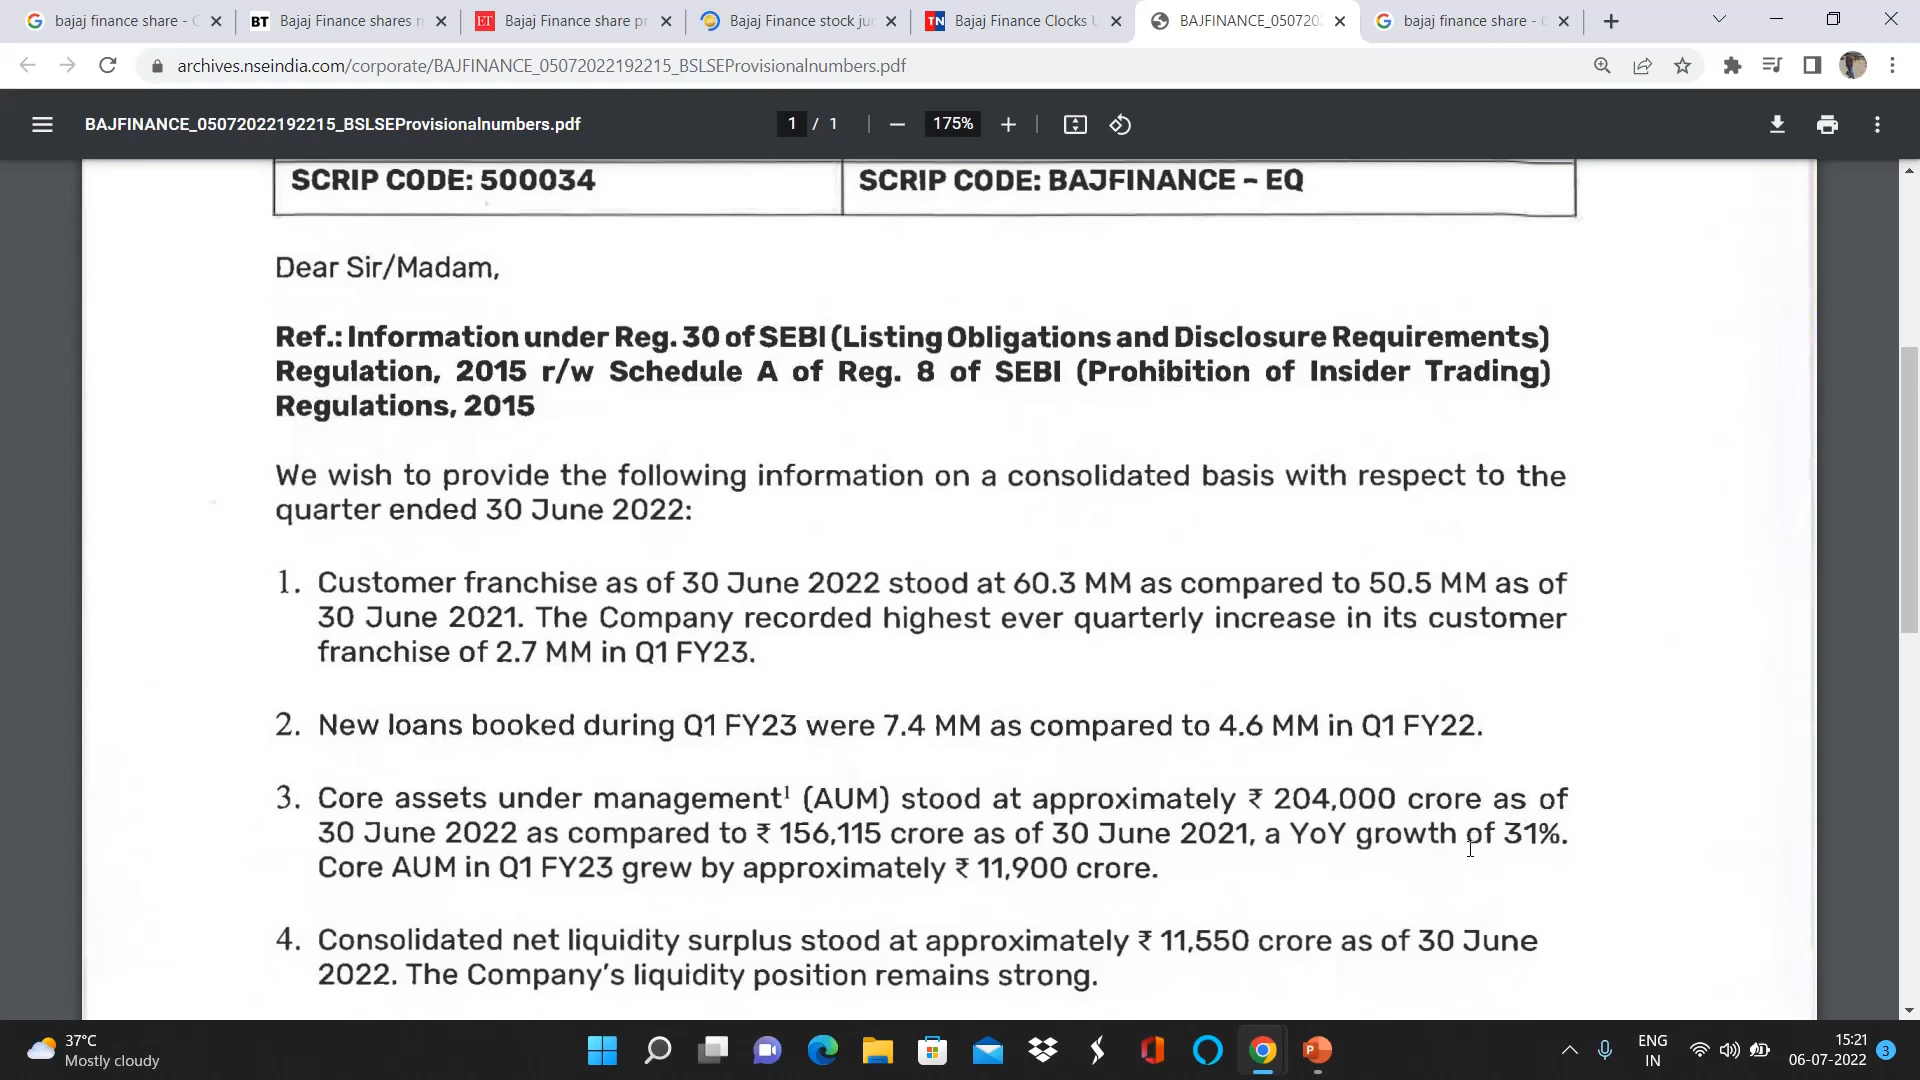 bajaj finance share - G
Bajaj Finance shares ri
Bajaj Finance share pr
Bajaj Finance stock jum
Bajaj Finance Clocks U
BAJFINANCE_050720
bajaj finance share - G
archives.nseindia.com/corporate/BAJFINANCE_05072022192215_BSLSEProvisionalnumbers.pdf
BAJFINANCE_05072022192215_BSLSEProvisionalnumbers.pdf
1 / 1
175%
SCRIP CODE: 500034
SCRIP CODE: BAJFINANCE – EQ
Dear Sir/Madam,
Ref.: Information under Reg. 30 of SEBI (Listing Obligations and Disclosure Requirements)
Regulation, 2015 r/w Schedule A of Reg. 8 of SEBI (Prohibition of Insider Trading)
Regulations, 2015
We wish to provide the following information on a consolidated basis with respect to the
quarter ended 30 June 2022:
1. Customer franchise as of 30 June 2022 stood at 60.3 MM as compared to 50.5 MM as of
30 June 2021. The Company recorded highest ever quarterly increase in its customer
franchise of 2.7 MM in Q1 FY23.
2. New loans booked during Q1 FY23 were 7.4 MM as compared to 4.6 MM in Q1 FY22.
3. Core assets under management¹ (AUM) stood at approximately ₹ 204,000 crore as of
30 June 2022 as compared to ₹ 156,115 crore as of 30 June 2021, a YoY growth of 31%.
Core AUM in Q1 FY23 grew by approximately ₹ 11,900 crore.
4. Consolidated net liquidity surplus stood at approximately ₹ 11,550 crore as of 30 June
2022. The Company's liquidity position remains strong.
37°C
Mostly cloudy
ENG
IN
15:21
06-07-2022
3